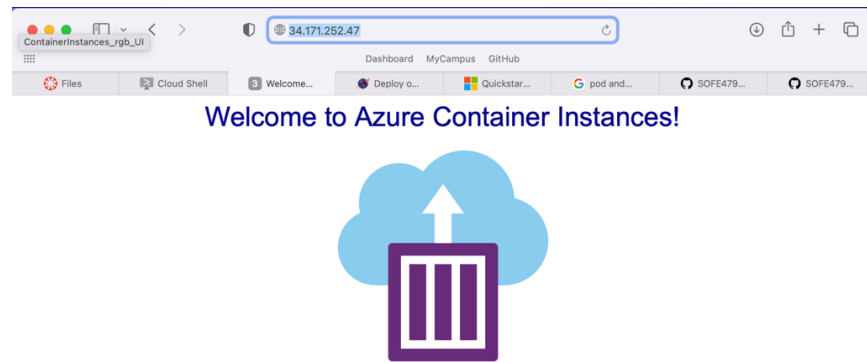 34.171.252.47
ContainerInstances_rgb_UI
Dashboard MyCampus GitHub
Files Cloud Shell 3 Welcome... Deploy o... Quickstar... G pod and... SOFE479... SOFE479...
Welcome to Azure Container Instances!